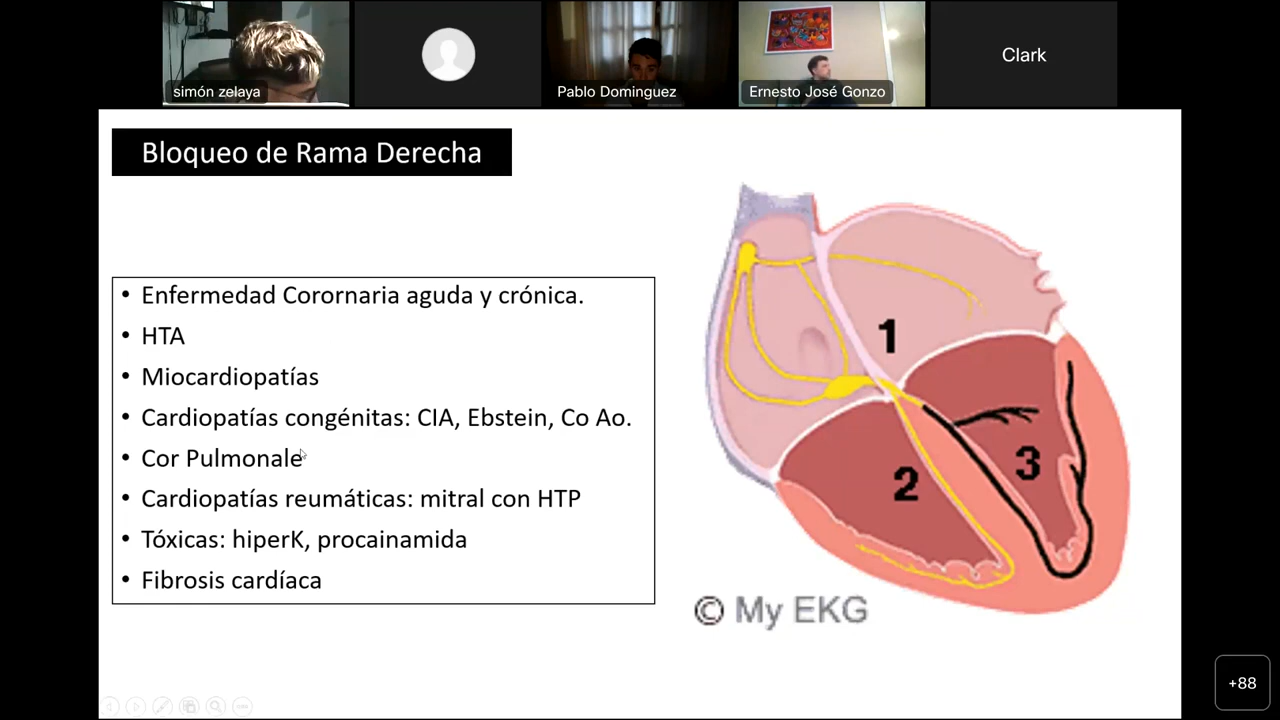 simón zelaya
Pablo Dominguez
Ernesto José Gonzo
Clark
Bloqueo de Rama Derecha
• Enfermedad Corornaria aguda y crónica.
• HTA
• Miocardiopatías
• Cardiopatías congénitas: CIA, Ebstein, Co Ao.
• Cor Pulmonale
• Cardiopatías reumáticas: mitral con HTP
• Tóxicas: hiperK, procainamida
• Fibrosis cardíaca
1
2
3
© My EKG
+88